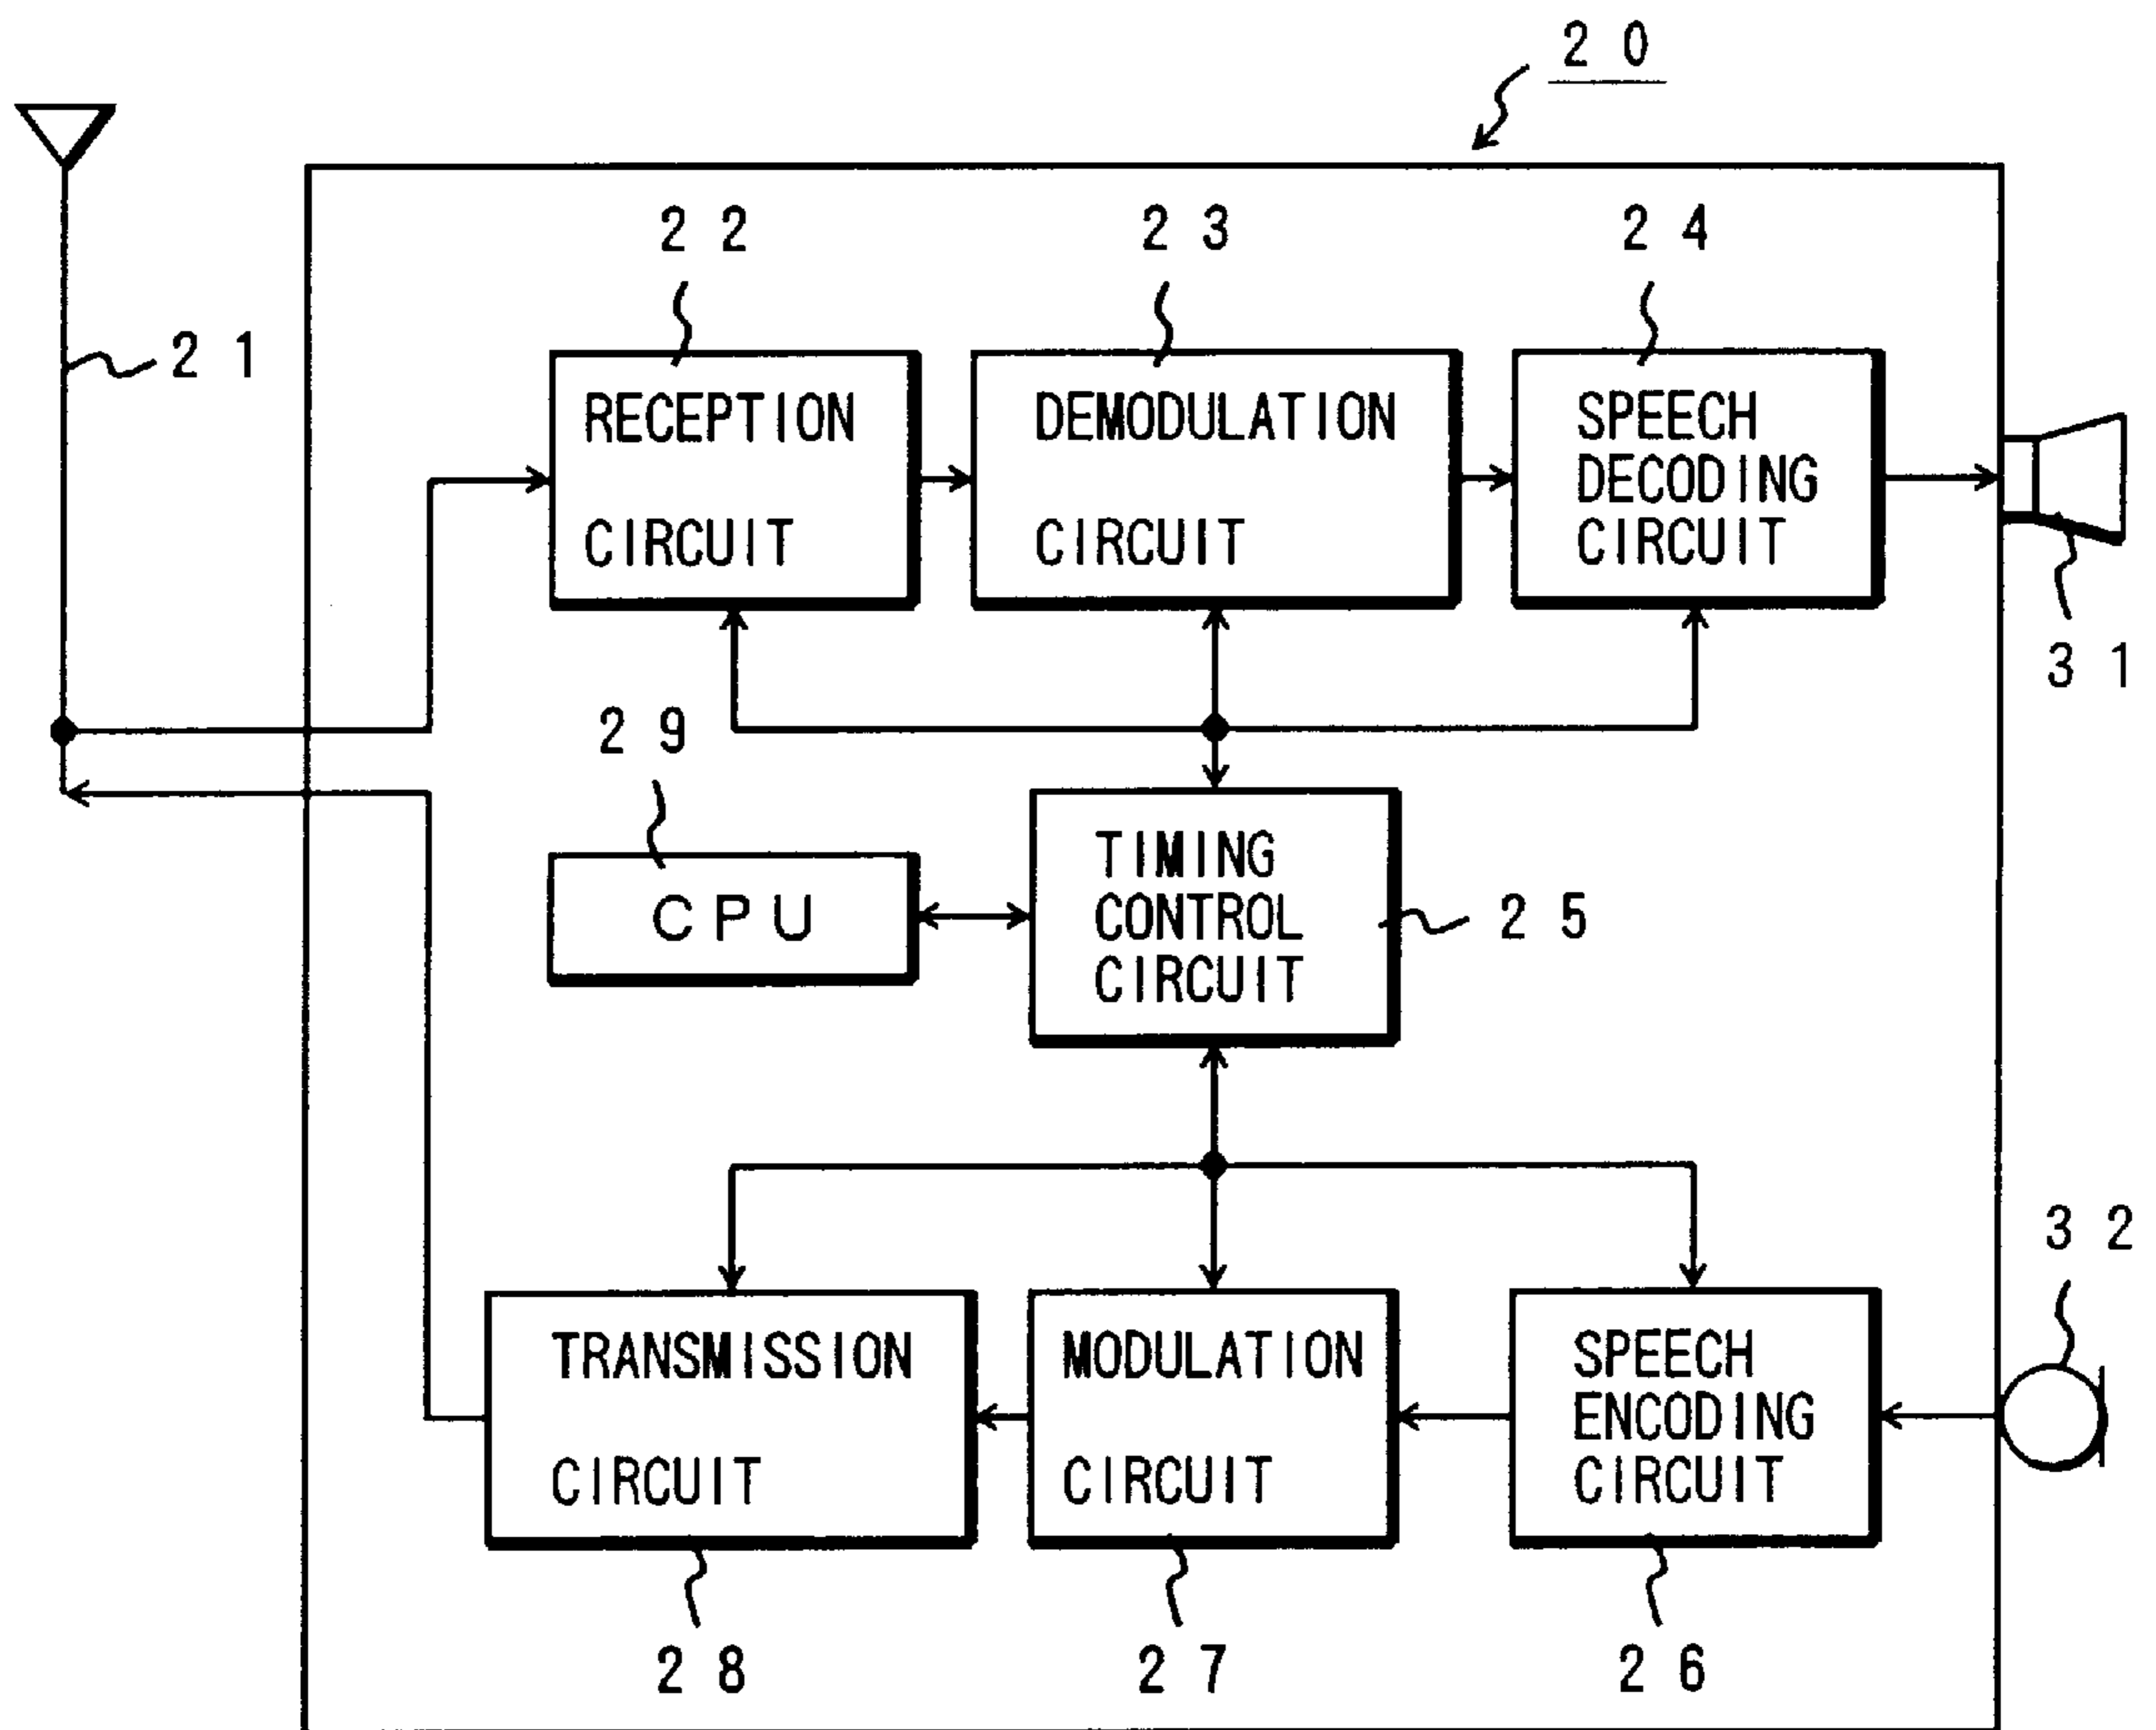 20
22
23
24
21
RECEPTION
CIRCUIT
DEMODULATION
CIRCUIT
SPEECH
DECODING
CIRCUIT
31
29
CPU
TIMING
CONTROL
CIRCUIT
25
32
TRANSMISSION
CIRCUIT
MODULATION
CIRCUIT
SPEECH
ENCODING
CIRCUIT
28
27
26